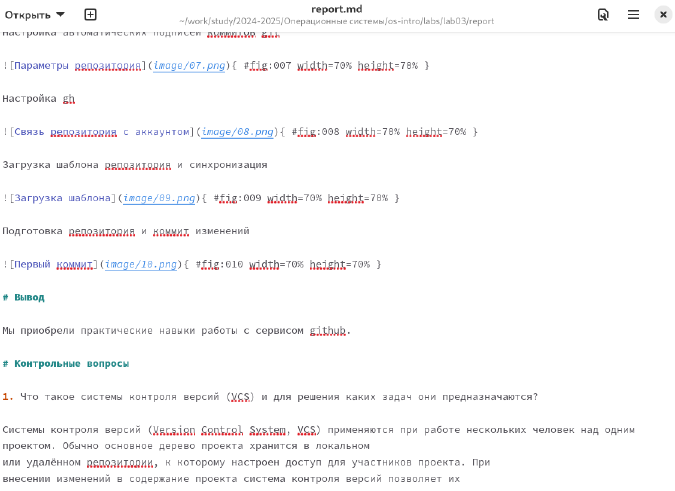 Открыть
report.md
~/work/study/2024-2025/Операционные системы/os-intro/labs/lab03/report
Настройка автоматических подписей коммитов git
![Параметры репозитория](image/07.png){ #fig:007 width=70% height=70% }
Настройка gh
![Связь репозитория с аккаунтом](image/08.png){ #fig:008 width=70% height=70% }
Загрузка шаблона репозитория и синхронизация
![Загрузка шаблона](image/09.png){ #fig:009 width=70% height=70% }
Подготовка репозитория и коммит изменений
![Первый коммит](image/10.png){ #fig:010 width=70% height=70% }
# Вывод
Мы приобрели практические навыки работы с сервисом github.
# Контрольные вопросы
1. Что такое системы контроля версий (VCS) и для решения каких задач они предназначаются?
Системы контроля версий (Version Control System, VCS) применяются при работе нескольких человек над одним
проектом. Обычно основное дерево проекта хранится в локальном
или удалённом репозитории, к которому настроен доступ для участников проекта. При
внесении изменений в содержание проекта система контроля версий позволяет их